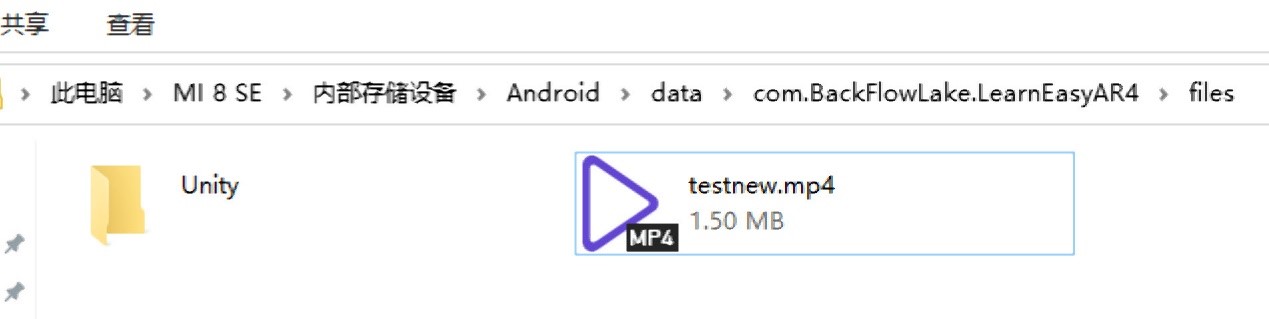 共享 查看
此电脑 › MI 8 SE › 内部存储设备 › Android › data › com.BackFlowLake.LearnEasyAR4 › files
Unity
testnew.mp4
1.50 MB
MP4